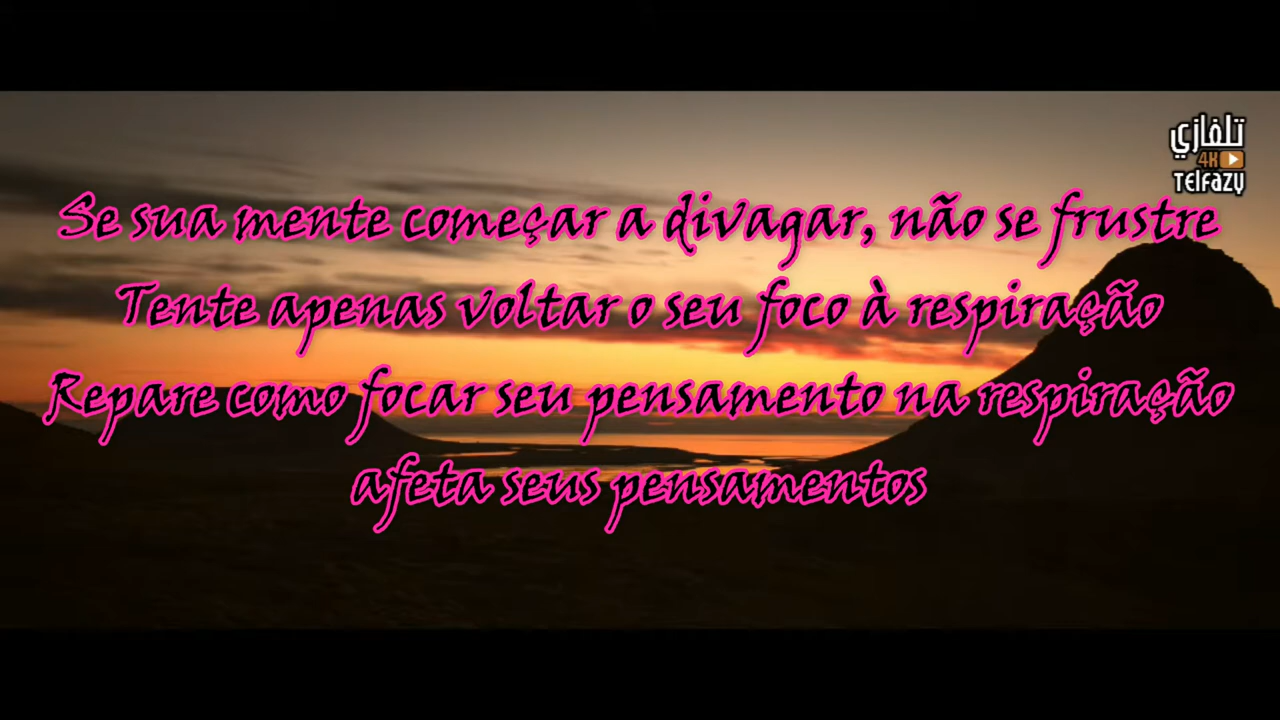 تلفازي
4K
TELFAZY
Se sua mente começar a divagar, não se frustre
Tente apenas voltar o seu foco à respiração
Repare como focar seu pensamento na respiração
afeta seus pensamentos